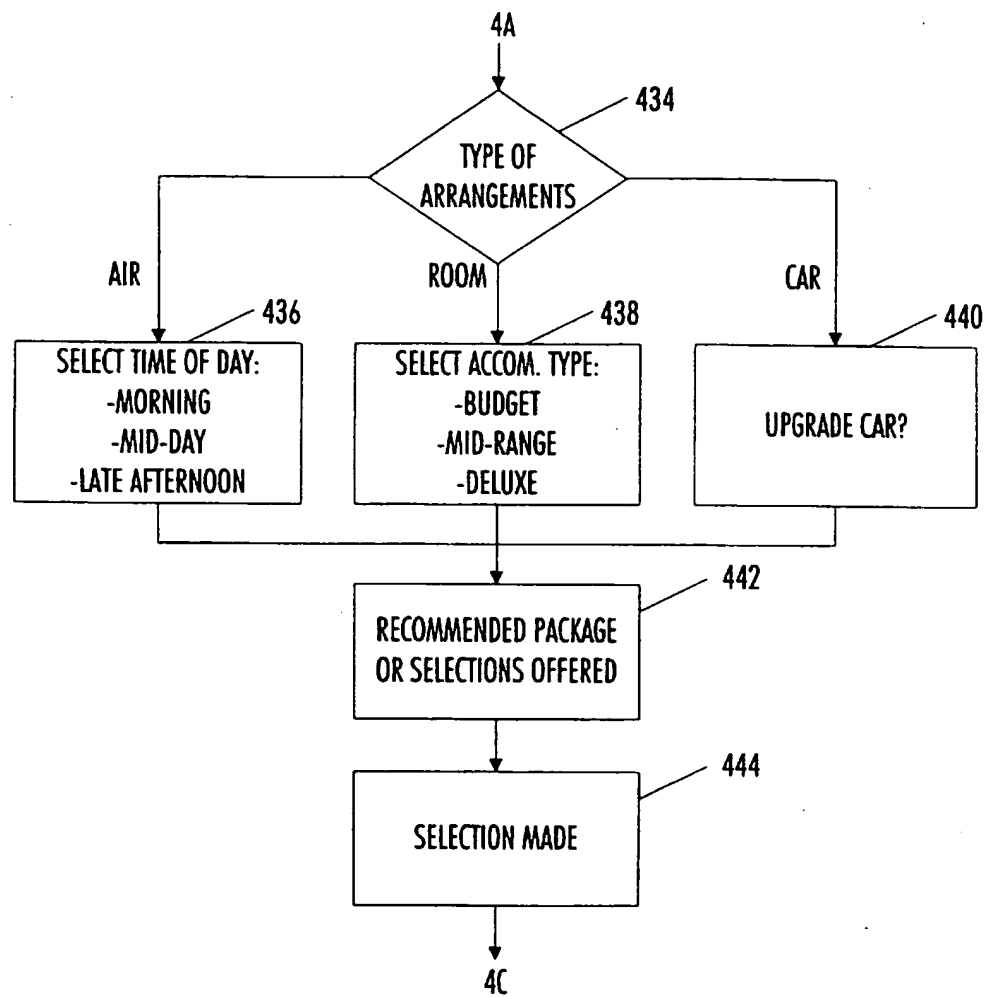 4A
434
TYPE OF
ARRANGEMENTS
AIR
ROOM
CAR
436
438
440
SELECT TIME OF DAY:
-MORNING
-MID-DAY
-LATE AFTERNOON
SELECT ACCOM. TYPE:
-BUDGET
-MID-RANGE
-DELUXE
UPGRADE CAR?
442
RECOMMENDED PACKAGE
OR SELECTIONS OFFERED
444
SELECTION MADE
4C